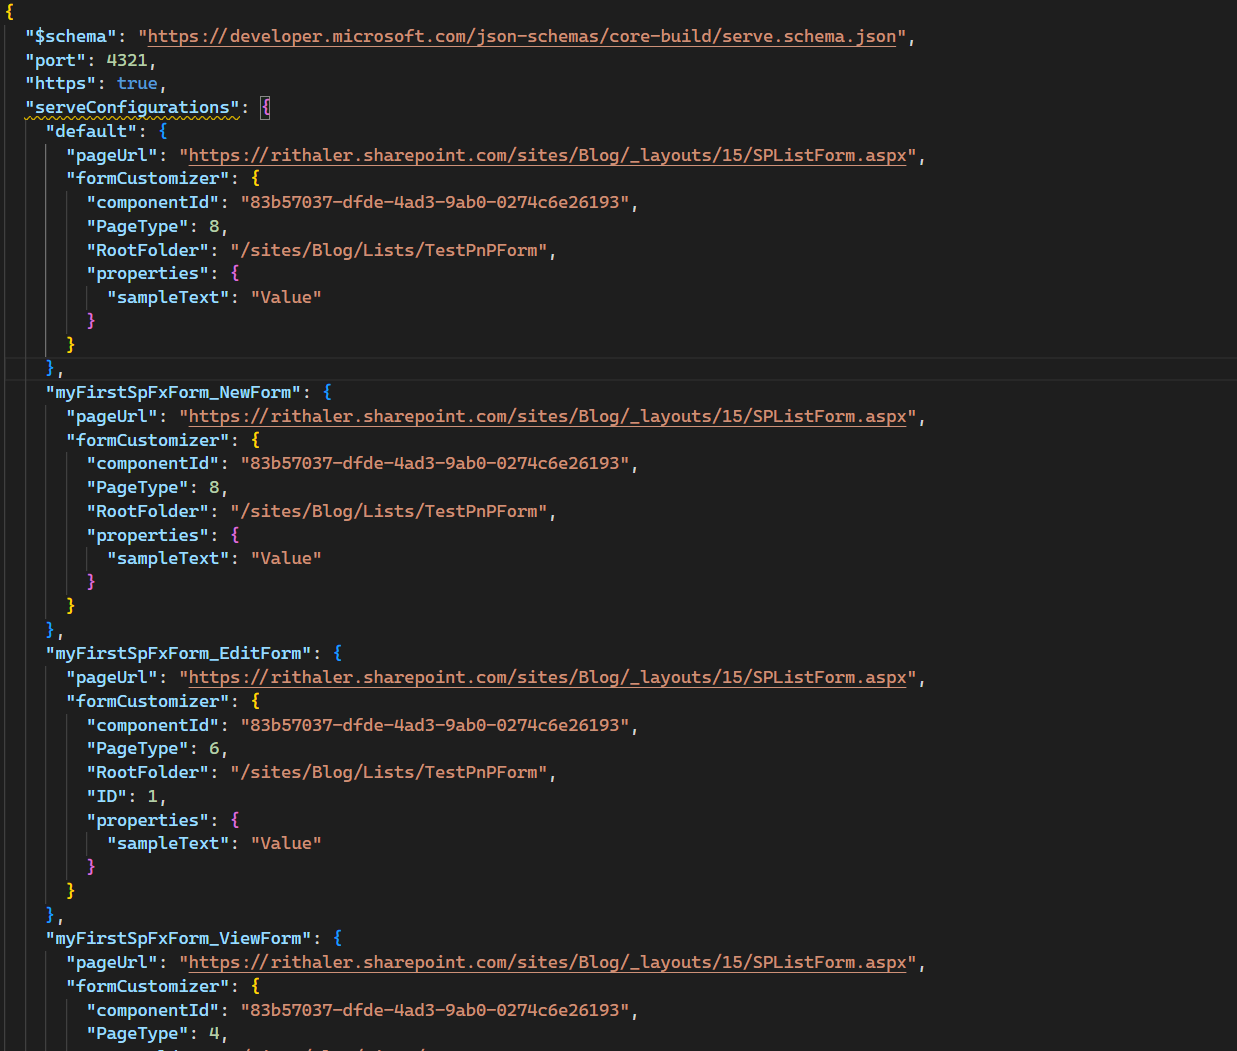 {
"$schema": "https://developer.microsoft.com/json-schemas/core-build/serve.schema.json",
"port": 4321,
"https": true,
"serveConfigurations": {
"default": {
"pageUrl": "https://rithaler.sharepoint.com/sites/Blog/_layouts/15/SPListForm.aspx",
"formCustomizer": {
"componentId": "83b57037-dfde-4ad3-9ab0-0274c6e26193",
"PageType": 8,
"RootFolder": "/sites/Blog/Lists/TestPnPForm",
"properties": {
"sampleText": "Value"
}
}
},
"myFirstSpFxForm_NewForm": {
"pageUrl": "https://rithaler.sharepoint.com/sites/Blog/_layouts/15/SPListForm.aspx",
"formCustomizer": {
"componentId": "83b57037-dfde-4ad3-9ab0-0274c6e26193",
"PageType": 8,
"RootFolder": "/sites/Blog/Lists/TestPnPForm",
"properties": {
"sampleText": "Value"
}
}
},
"myFirstSpFxForm_EditForm": {
"pageUrl": "https://rithaler.sharepoint.com/sites/Blog/_layouts/15/SPListForm.aspx",
"formCustomizer": {
"componentId": "83b57037-dfde-4ad3-9ab0-0274c6e26193",
"PageType": 6,
"RootFolder": "/sites/Blog/Lists/TestPnPForm",
"ID": 1,
"properties": {
"sampleText": "Value"
}
}
},
"myFirstSpFxForm_ViewForm": {
"pageUrl": "https://rithaler.sharepoint.com/sites/Blog/_layouts/15/SPListForm.aspx",
"formCustomizer": {
"componentId": "83b57037-dfde-4ad3-9ab0-0274c6e26193",
"PageType": 4,